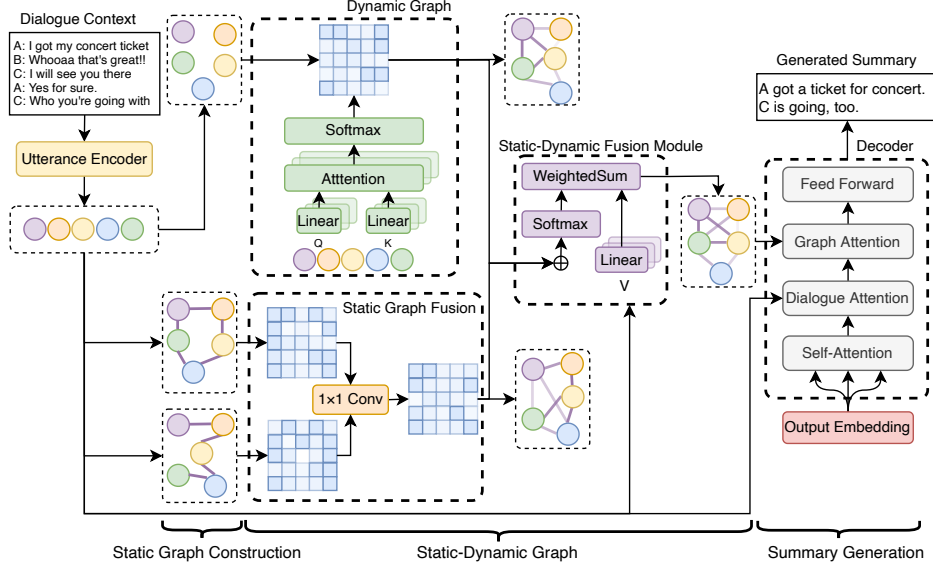 Dialogue Context
A: I got my concert ticket
B: Whooaa that's great!!
C: I will see you there
A: Yes for sure.
C: Who you're going with
Utterance Encoder
Dynamic Graph
Softmax
Atttention
Linear
Linear
Q
K
Static Graph Fusion
1×1 Conv
Static-Dynamic Fusion Module
WeightedSum
Softmax
Linear
V
Generated Summary
A got a ticket for concert.
C is going, too.
Decoder
Feed Forward
Graph Attention
Dialogue Attention
Self-Attention
Output Embedding
Static Graph Construction
Static-Dynamic Graph
Summary Generation